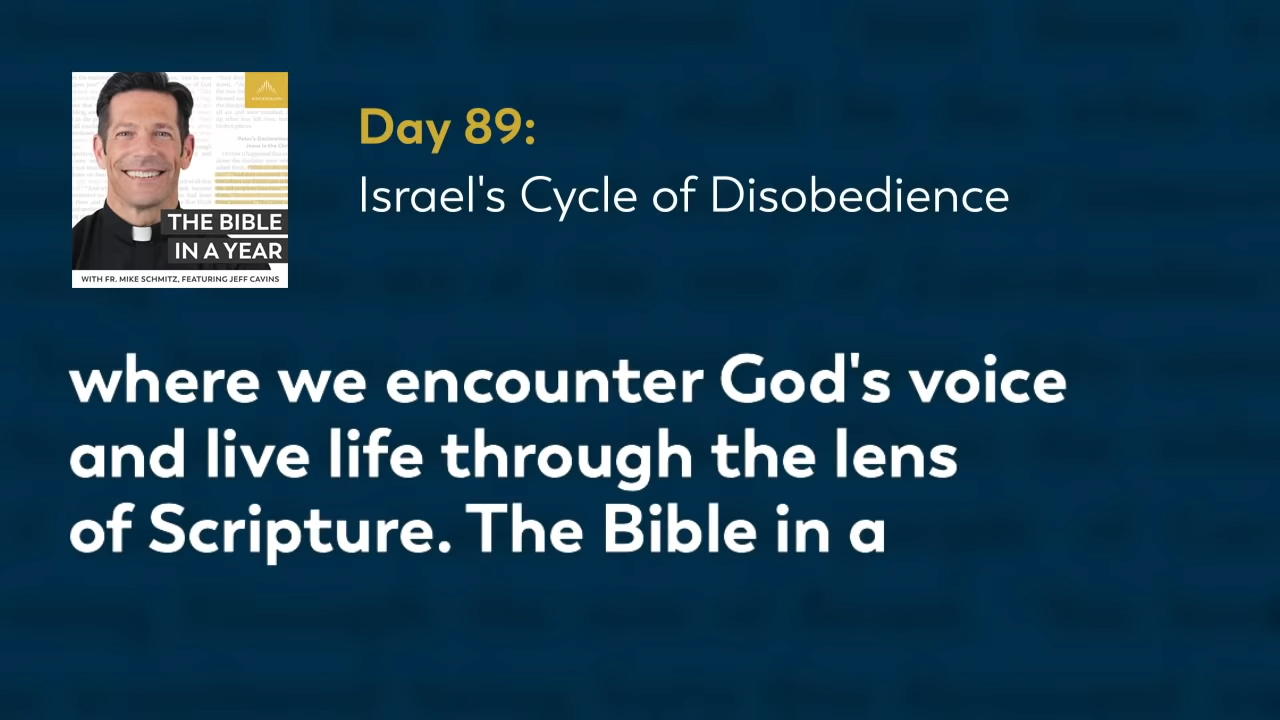 THE BIBLE
IN A YEAR
WITH FR. MIKE SCHMITZ, FEATURING JEFF CAVINS
Day 89:
Israel's Cycle of Disobedience
where we encounter God's voice
and live life through the lens
of Scripture. The Bible in a